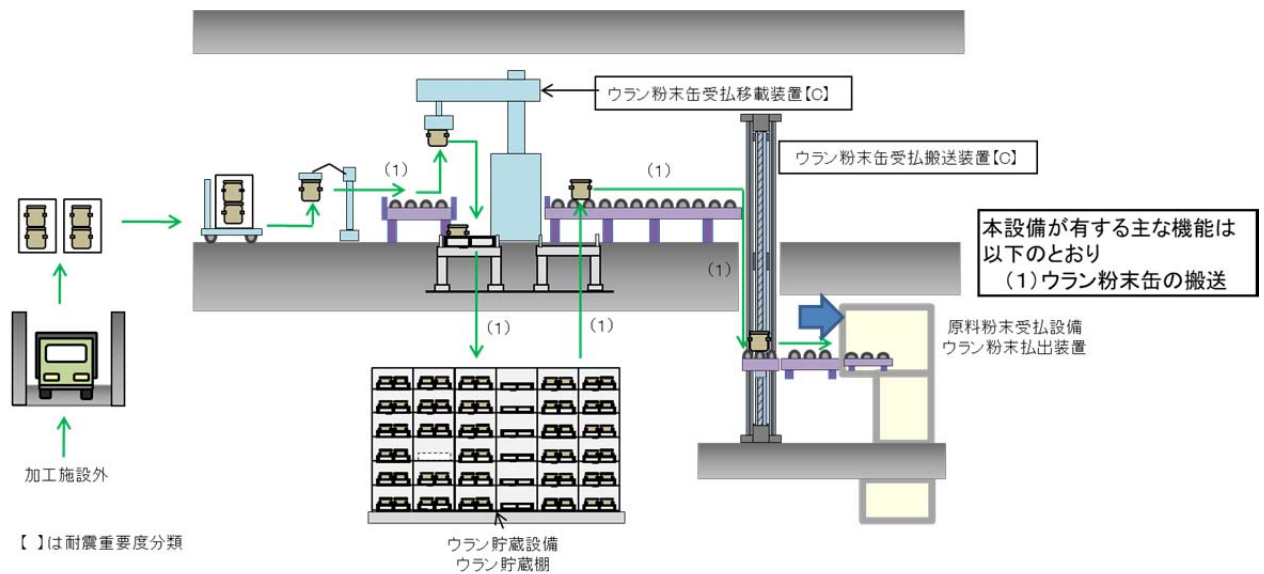 ウラン粉末缶受払移載装置【C】
(1)
(1)
ウラン粉末缶受払搬送装置【C】
本設備が有する主な機能は
以下のとおり
(1)ウラン粉末缶の搬送
(1)
(1)
(1)
原料粉末受払設備
ウラン粉末払出装置
加工施設外
ウラン貯蔵設備
ウラン貯蔵棚
【 】は耐震重要度分類